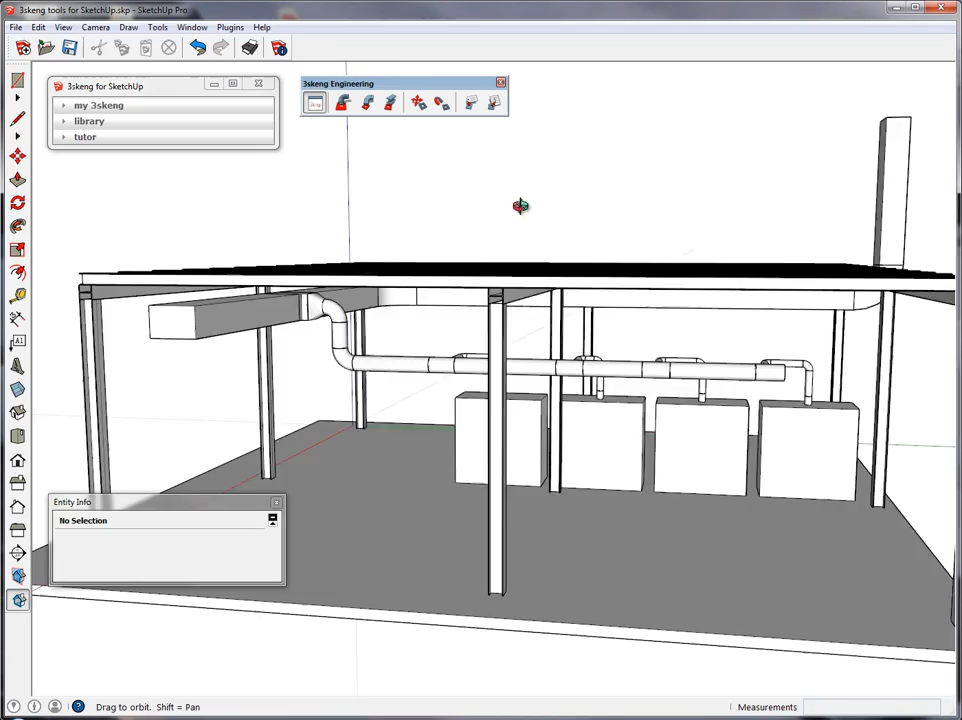 3skeng tools for SketchUp.skp - SketchUp Pro
File Edit View Camera Draw Tools Window Plugins Help
3skeng for SketchUp
my 3skeng
library
tutor
3skeng Engineering
A1
Entity Info
No Selection
Drag to orbit. Shift = Pan
Measurements